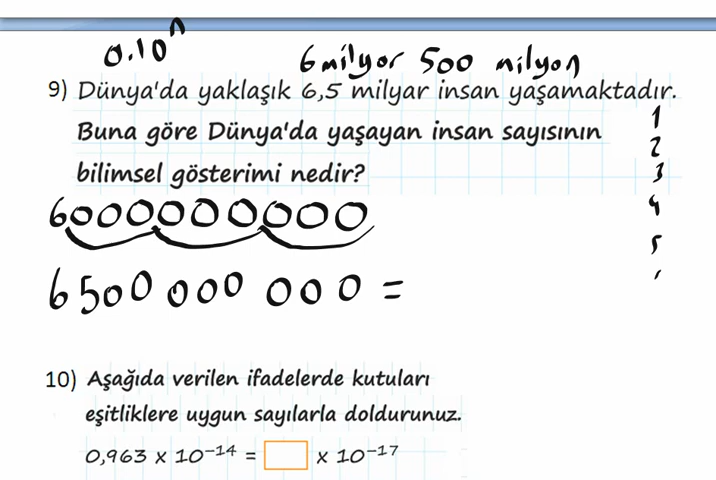 0.10ⁿ
6 milyor 500 milyon
9) Dünya'da yaklaşık 6,5 milyar insan yaşamaktadır.
Buna göre Dünya'da yaşayan insan sayısının
bilimsel gösterimi nedir?
1
2
3
4
5
6000000000
6500 000 000 =
10) Aşağıda verilen ifadelerde kutuları
eşitliklere uygun sayılarla doldurunuz.
0,963 x 10⁻¹⁴ = x 10⁻¹⁷